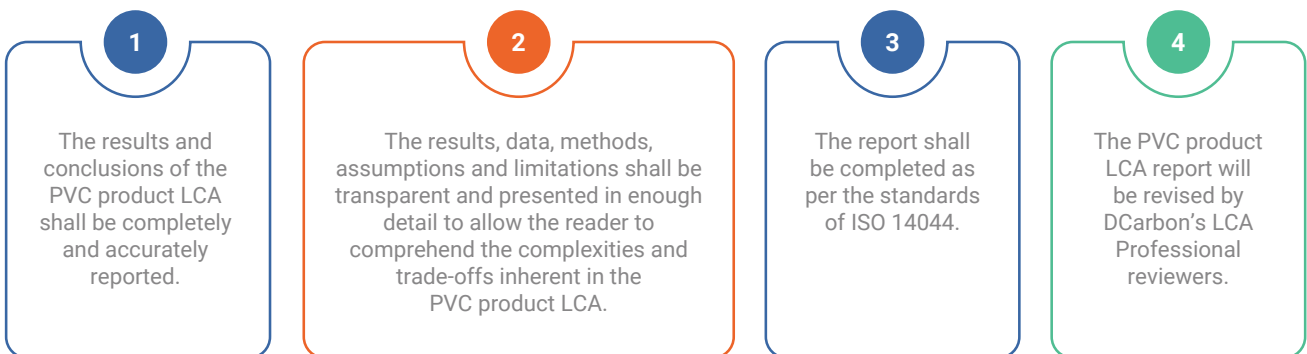 1
The results and
conclusions of the
PVC product LCA
shall be completely
and accurately
reported.
2
The results, data, methods,
assumptions and limitations shall be
transparent and presented in enough
detail to allow the reader to
comprehend the complexities and
trade-offs inherent in the
PVC product LCA.
3
The report shall
be completed as
per the standards
of ISO 14044.
4
The PVC product
LCA report will
be revised by
DCarbon’s LCA
Professional
reviewers.